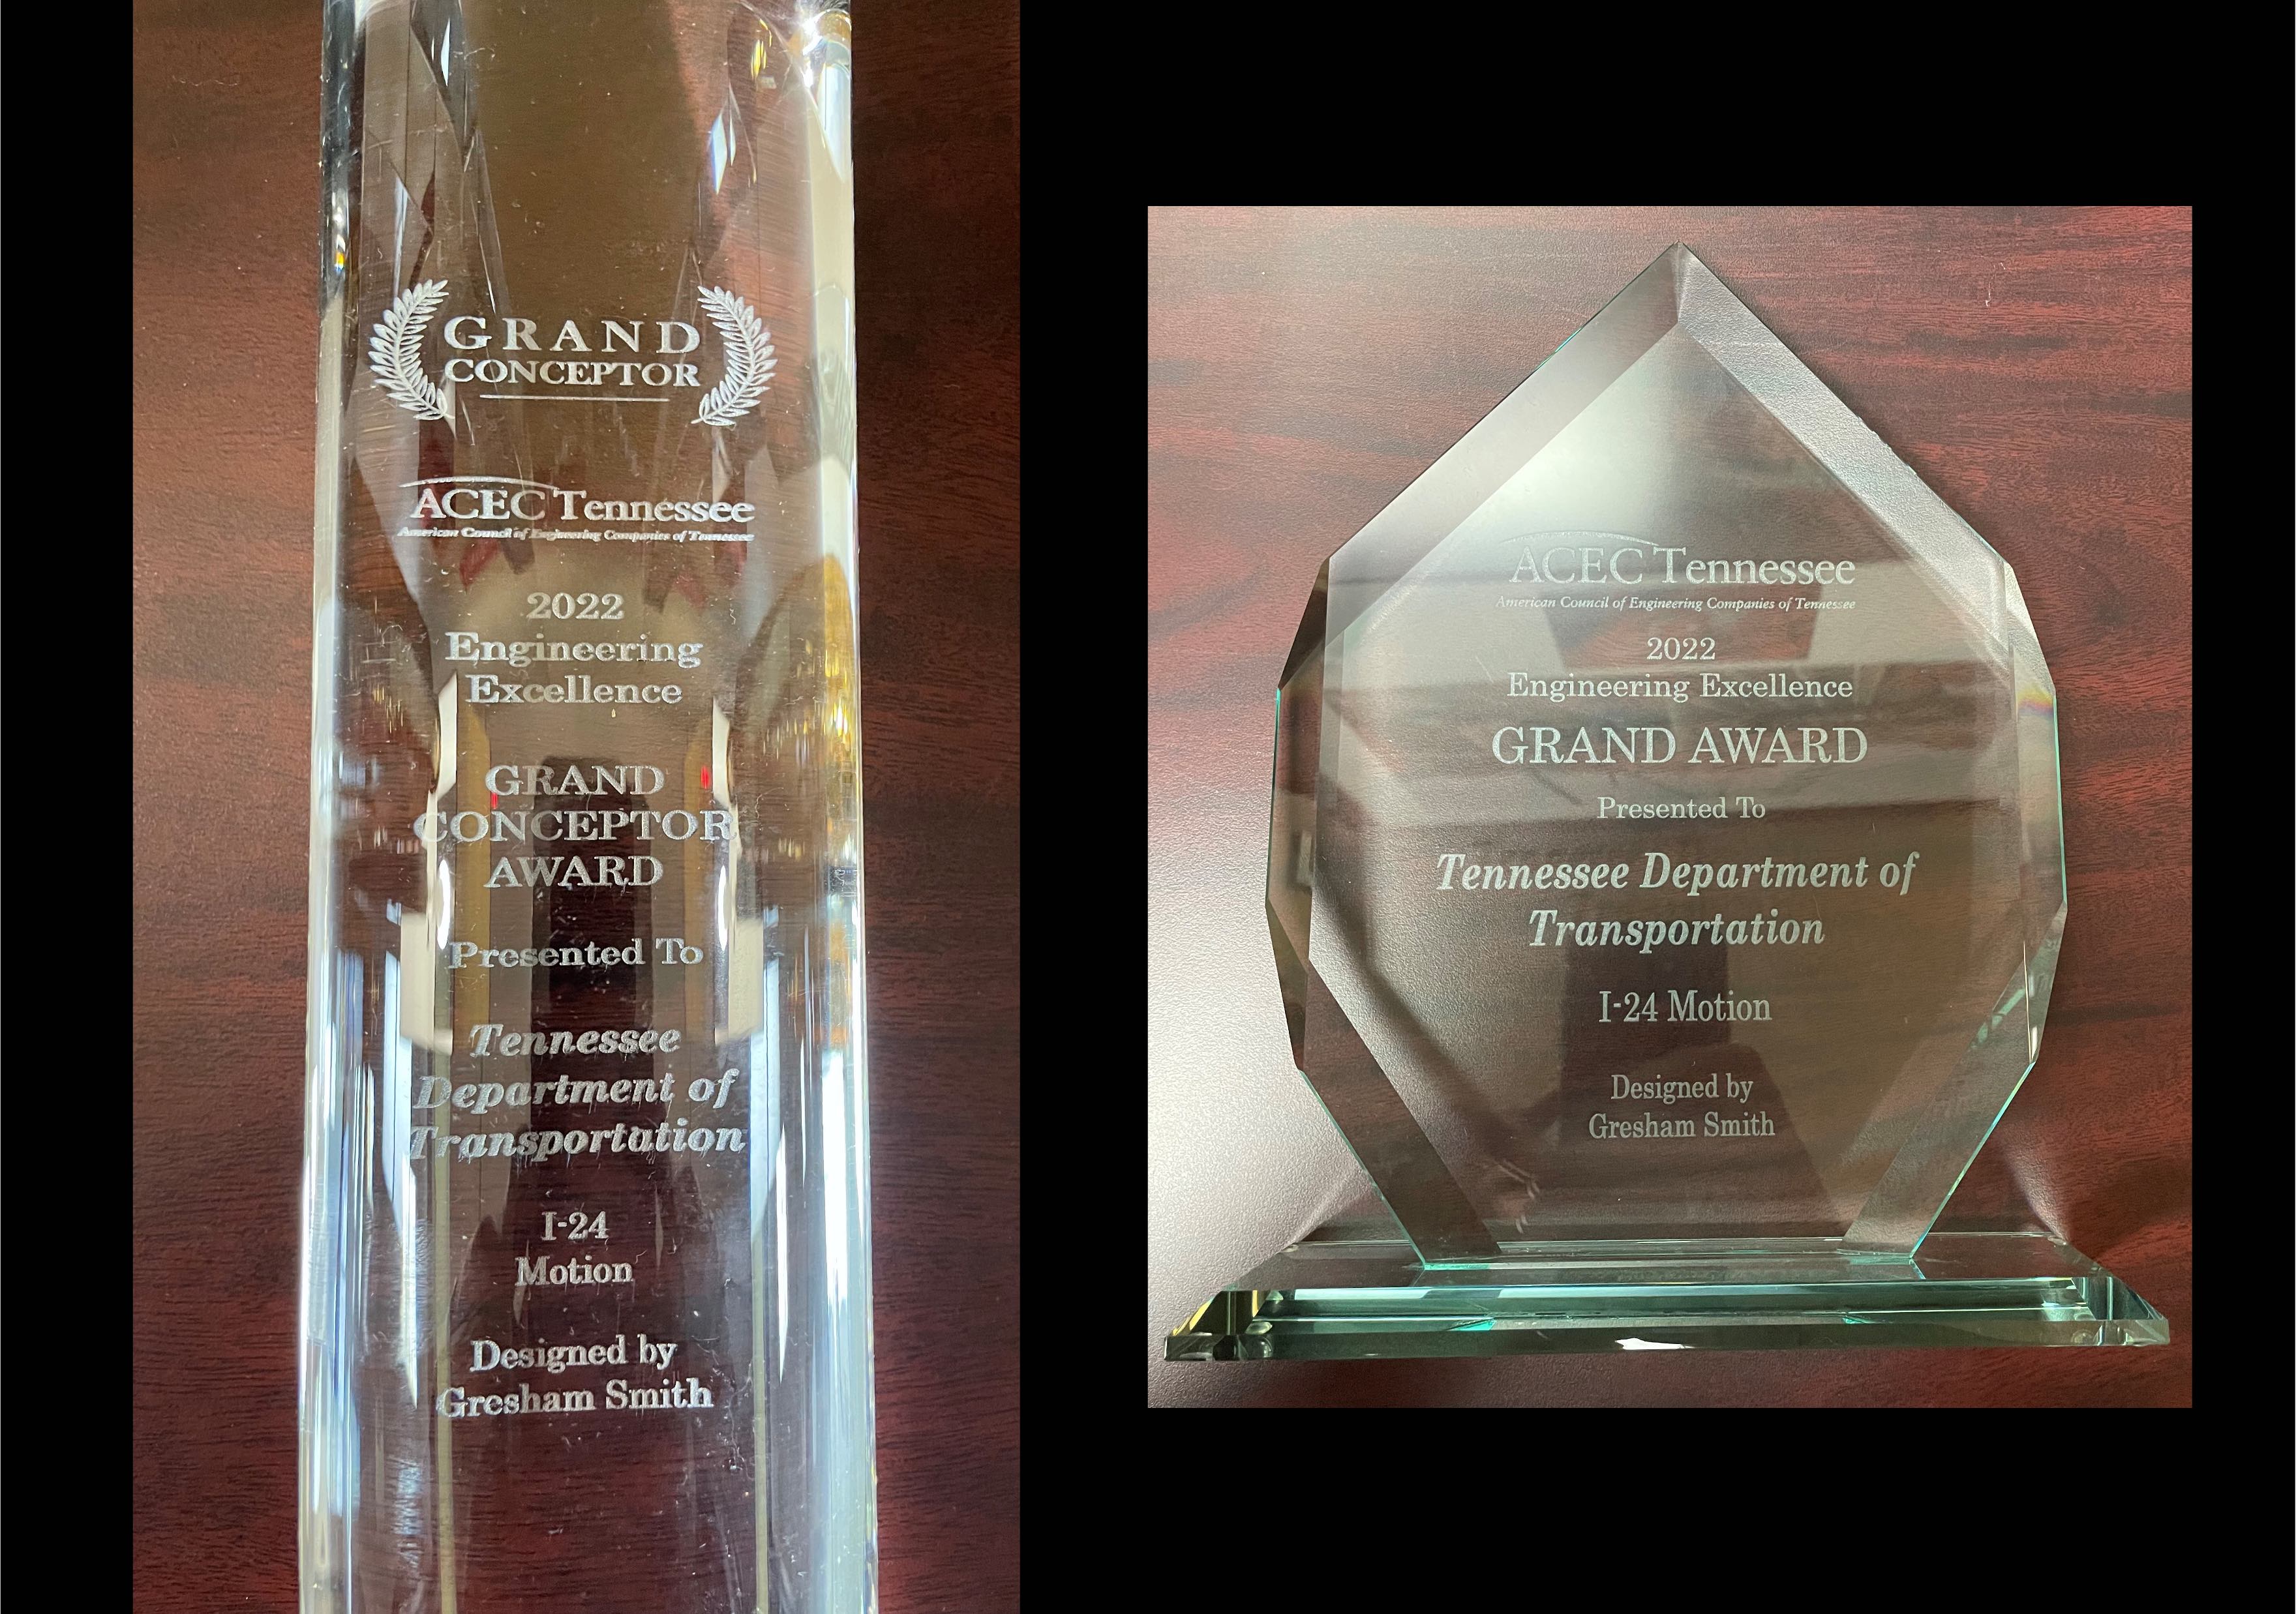 GRAND
CONCEPTOR
ACEC Tennessee
American Council of Engineering Companies of Tennessee
2022
Engineering
Excellence
GRAND
CONCEPTOR
AWARD
Presented To
Tennessee
Department of
Transportation
I-24
Motion
Designed by
Gresham Smith
ACEC Tennessee
American Council of Engineering Companies of Tennessee
2022
Engineering Excellence
GRAND AWARD
Presented To
Tennessee Department of
Transportation
I-24 Motion
Designed by
Gresham Smith